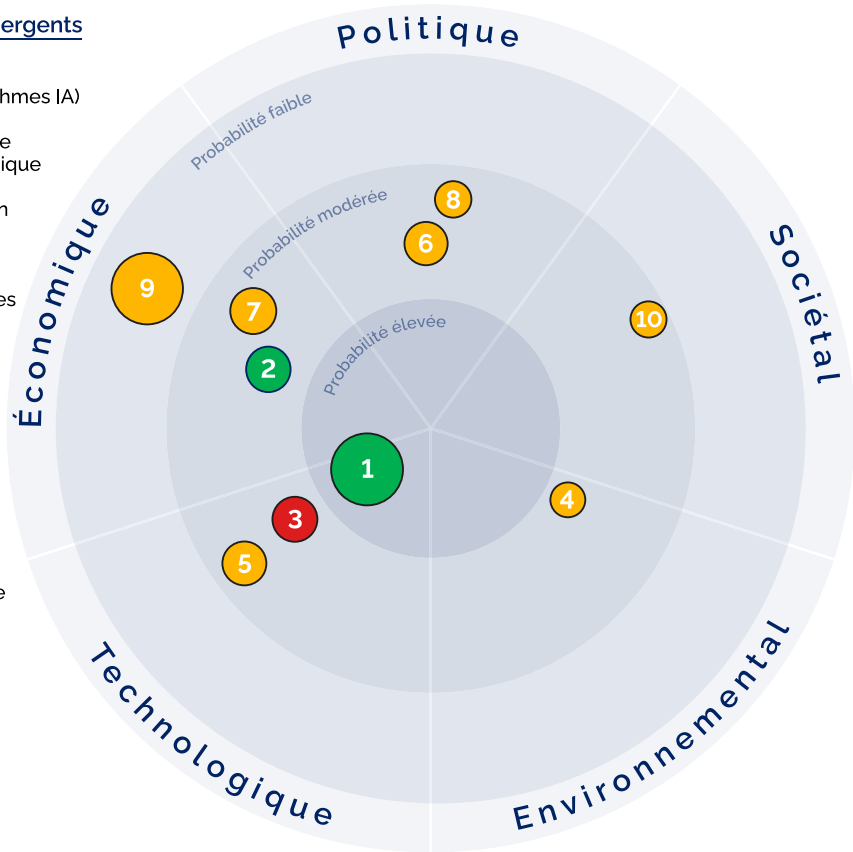 ergents
hmes IA)
e
ique
n
es
e
Politique
Sociétal
Environnemental
Technologique
Économique
Probabilité faible
Probabilité modérée
Probabilité élevée
8
6
9
7
10
2
1
4
3
5